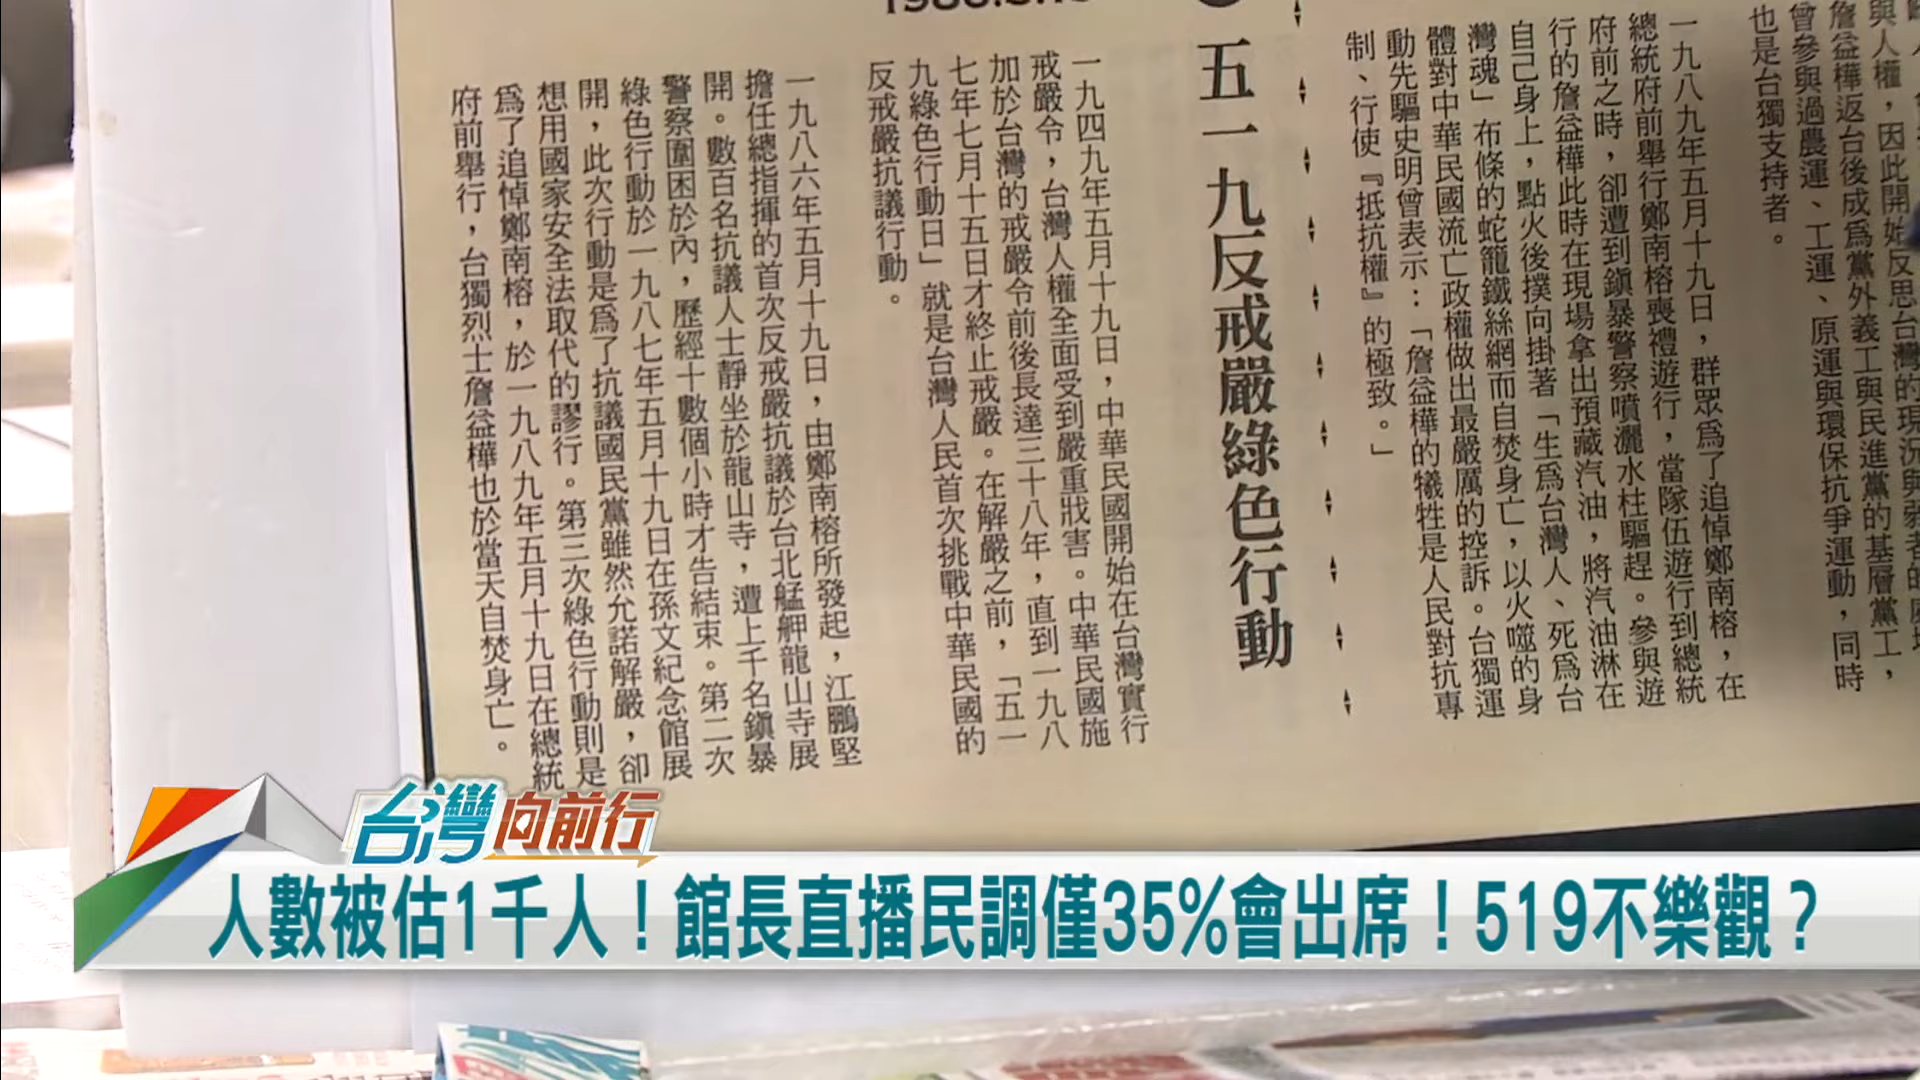 與人權，因此開始反思台灣的現況與弱者的
詹益樺返台後成爲黨外義工與民進黨的基層黨工，
曾參與過農運、工運、原運與環保抗爭運動，同時
也是台獨支持者。
一九八九年五月十九日，群眾爲了追悼鄭南榕，在
總統府前舉行鄭南榕喪禮遊行，當隊伍遊行到總統
府前之時，卻遭到鎮暴警察噴灑水柱驅趕。參與遊
行的詹益樺此時在現場拿出預藏汽油，將汽油淋在
自己身上，點火後撲向掛著「生爲台灣人、死爲台
灣魂」布條的蛇籠鐵絲網而自焚身亡，以火噬的身
體對中華民國流亡政權做出最嚴厲的控訴。台獨運
動先驅史明曾表示：「詹益樺的犧牲是人民對抗專
制、行使『抵抗權』的極致。」
五一九反戒嚴綠色行動
一九四九年五月十九日，中華民國開始在台灣實行
戒嚴令，台灣人權全面受到嚴重戕害。中華民國施
加於台灣的戒嚴令前後長達三十八年，直到一九八
七年七月十五日才終止戒嚴。在解嚴之前，「五一
九綠色行動日」就是台灣人民首次挑戰中華民國的
反戒嚴抗議行動。
一九八六年五月十九日，由鄭南榕所發起，江鵬堅
擔任總指揮的首次反戒嚴抗議於台北艋舺龍山寺展
開。數百名抗議人士靜坐於龍山寺，遭上千名鎮暴
警察圍困於內，歷經十數個小時才告結束。第二次
綠色行動於一九八七年五月十九日在孫文紀念館展
開，此次行動是爲了抗議國民黨雖然允諾解嚴，卻
想用國家安全法取代的謬行。第三次綠色行動則是
爲了追悼鄭南榕，於一九八九年五月十九日在總統
府前舉行，台獨烈士詹益樺也於當天自焚身亡。
台灣向前行
人數被估1千人！館長直播民調僅35%會出席！519不樂觀？